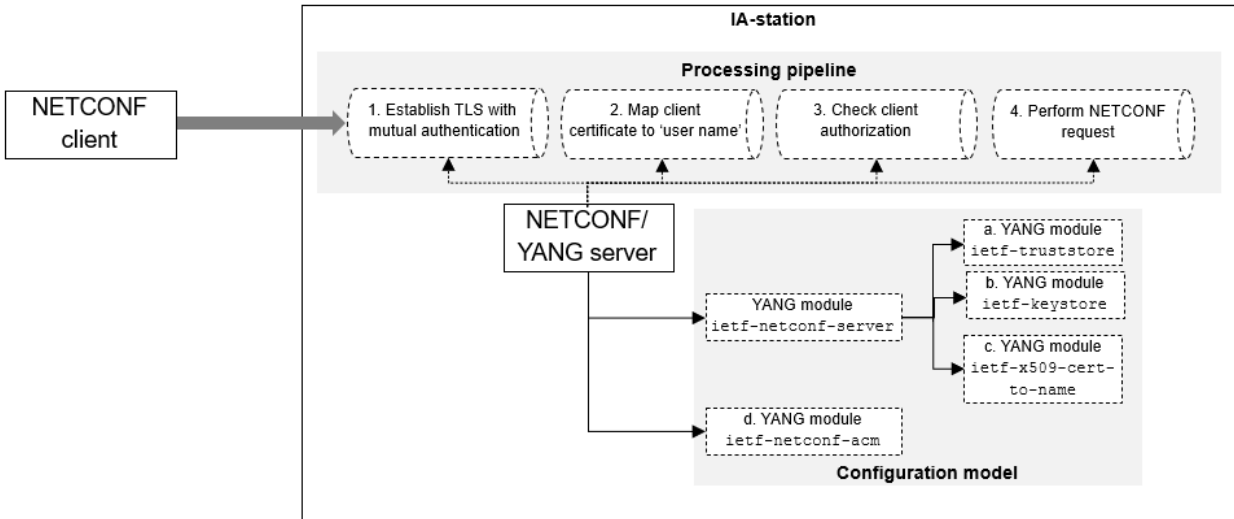 IA-station
Processing pipeline
NETCONF
client
1. Establish TLS with
mutual authentication
2. Map client
certificate to ‘user name’
3. Check client
authorization
4. Perform NETCONF
request
NETCONF/
YANG server
a. YANG module
ietf-truststore
b. YANG module
ietf-keystore
YANG module
ietf-netconf-server
c. YANG module
ietf-x509-cert-
to-name
d. YANG module
ietf-netconf-acm
Configuration model